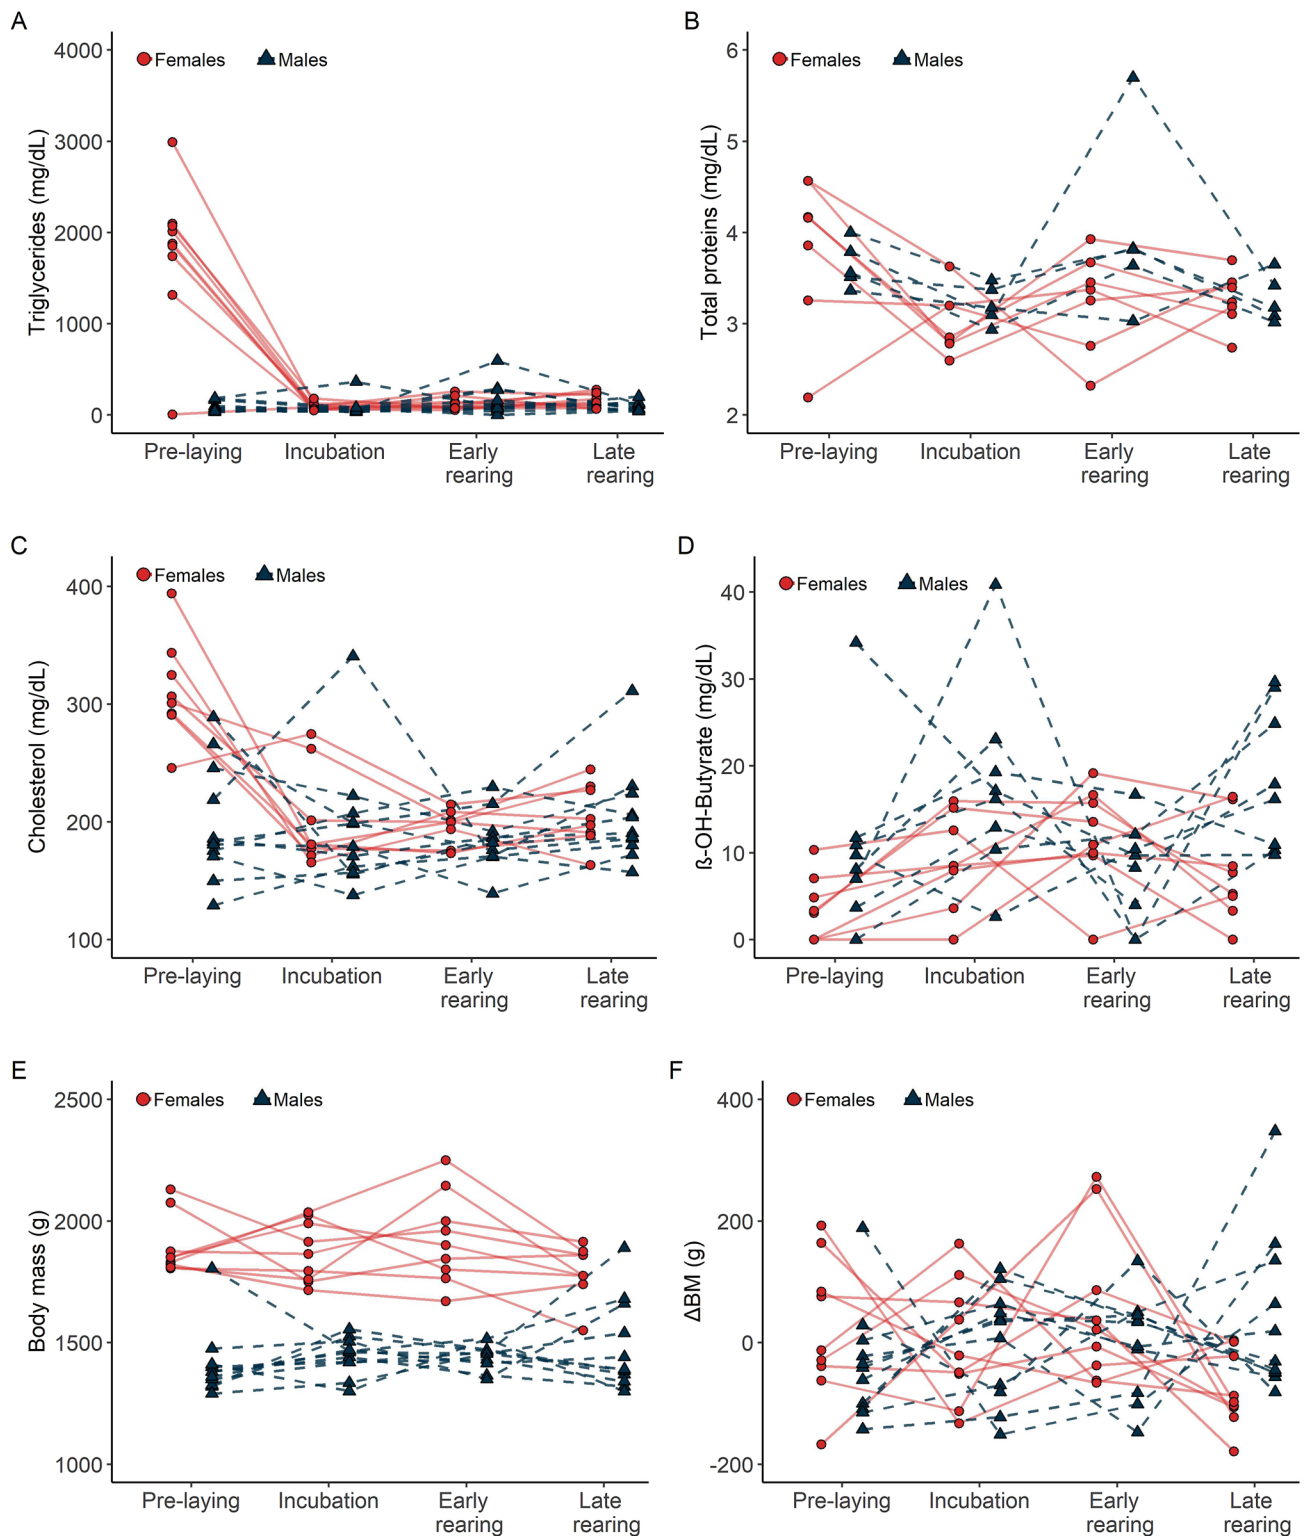 A
Triglycerides (mg/dL)
4000
3000
2000
1000
0
Females
Males
Pre-laying
Incubation
Early
rearing
Late
rearing
B
Total proteins (mg/dL)
6
5
4
3
2
Females
Males
Pre-laying
Incubation
Early
rearing
Late
rearing
C
Cholesterol (mg/dL)
400
300
200
100
Females
Males
Pre-laying
Incubation
Early
rearing
Late
rearing
D
ß-OH-Butyrate (mg/dL)
40
30
20
10
0
Females
Males
Pre-laying
Incubation
Early
rearing
Late
rearing
E
Body mass (g)
2500
2000
1500
1000
Females
Males
Pre-laying
Incubation
Early
rearing
Late
rearing
F
ΔBM (g)
400
200
0
-200
Females
Males
Pre-laying
Incubation
Early
rearing
Late
rearing